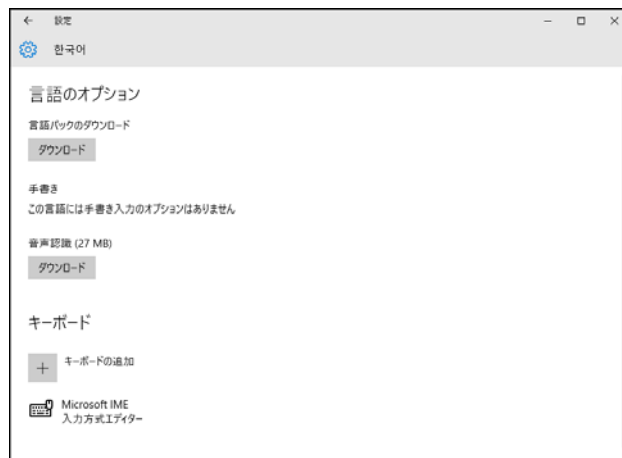 設定
한국어
言語のオプション
言語パックのダウンロード
ダウンロード
手書き
この言語には手書き入力のオプションはありません
音声認識 (27 MB)
ダウンロード
キーボード
キーボードの追加
Microsoft IME
入力方式エディター